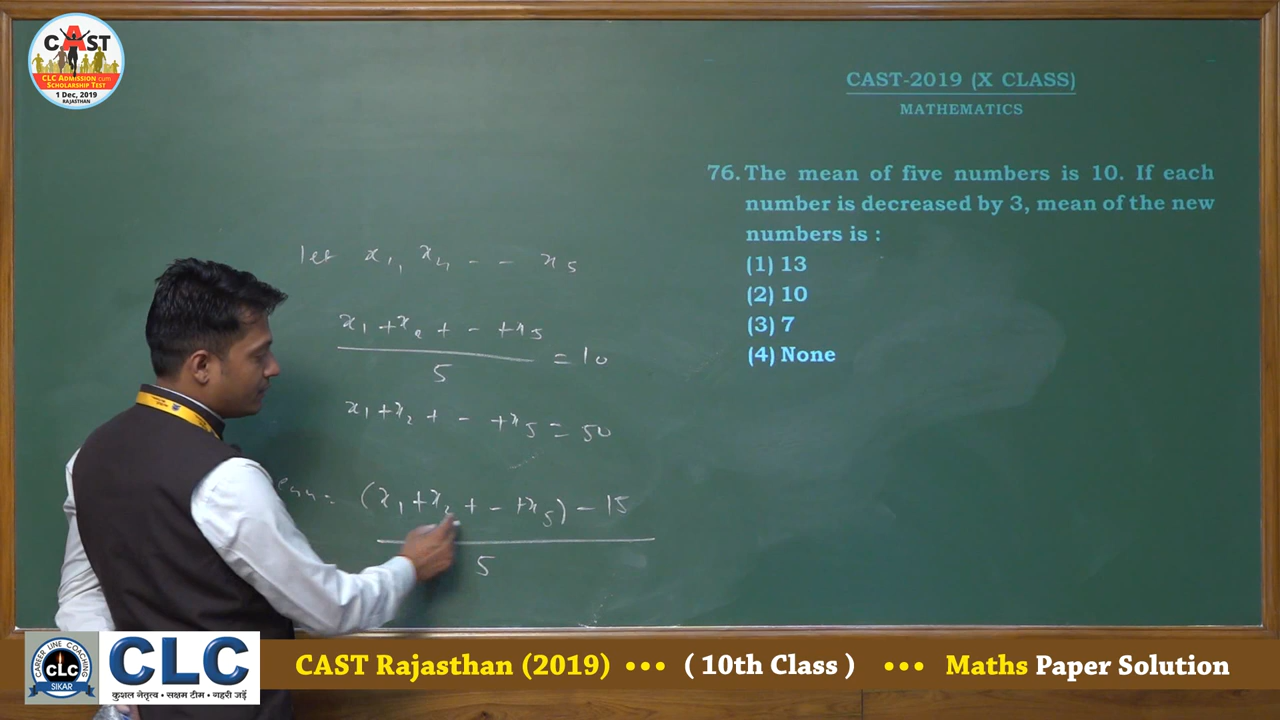 CAST
CLC ADMISSION cum
SCHOLARSHIP TEST
1 Dec, 2019
RAJASTHAN
CAST-2019 (X CLASS)
MATHEMATICS
76. The mean of five numbers is 10. If each
number is decreased by 3, mean of the new
numbers is :
(1) 13
(2) 10
(3) 7
(4) None
let x₁, x₂, - - x₅
x₁ + x₂ + - + x₅
5
= 10
x₁ + x₂ + - + x₅ = 50
= (x₁ + x₂ + - + x₅) - 15
5
CAREER LINE COACHING
CLC
SIKAR
CLC
कुशल नेतृत्व • सक्षम टीम • गहरी जड़ें
CAST Rajasthan (2019) ••• ( 10th Class ) ••• Maths Paper Solution